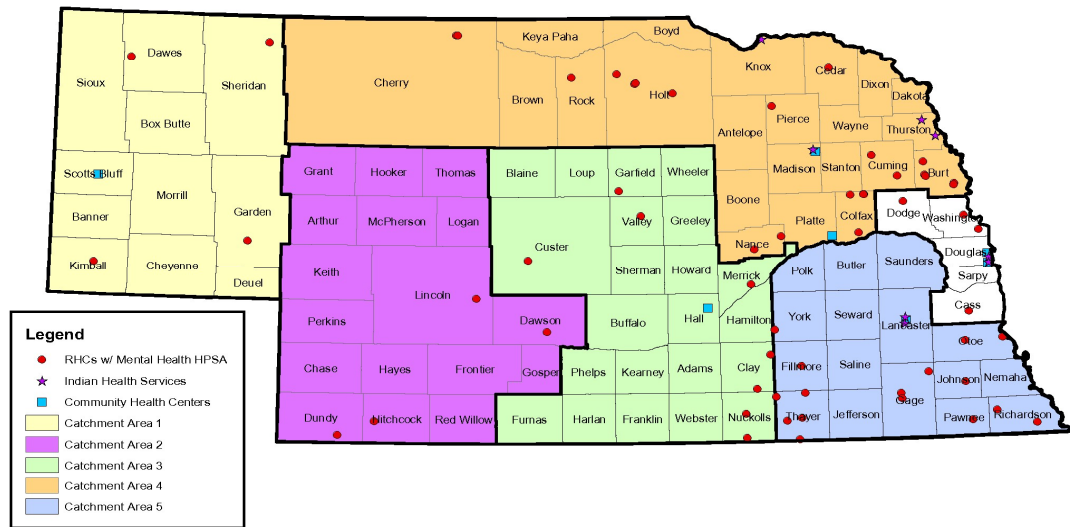 Sioux
Dawes
Sheridan
Box Butte
Scotts Bluff
Morrill
Garden
Banner
Kimball
Cheyenne
Deuel
Cherry
Keya Paha
Boyd
Brown
Rock
Holt
Knox
Cedar
Dixon
Dakota
Antelope
Pierce
Wayne
Thurston
Madison
Stanton
Cuming
Burt
Boone
Platte
Colfax
Nance
Dodge
Washington
Douglas
Sarpy
Cass
Grant
Hooker
Thomas
Arthur
McPherson
Logan
Keith
Lincoln
Perkins
Dawson
Chase
Hayes
Frontier
Gosper
Dundy
Hitchcock
Red Willow
Blaine
Loup
Garfield
Wheeler
Custer
Valley
Greeley
Sherman
Howard
Merrick
Buffalo
Hall
Hamilton
Phelps
Kearney
Adams
Clay
Furnas
Harlan
Franklin
Webster
Nuckolls
Polk
Butler
Saunders
York
Seward
Lancaster
Otoe
Fillmore
Saline
Gage
Johnson
Nemaha
Thayer
Jefferson
Pawnee
Richardson
Legend
RHCs w/ Mental Health HPSA
Indian Health Services
Community Health Centers
Catchment Area 1
Catchment Area 2
Catchment Area 3
Catchment Area 4
Catchment Area 5